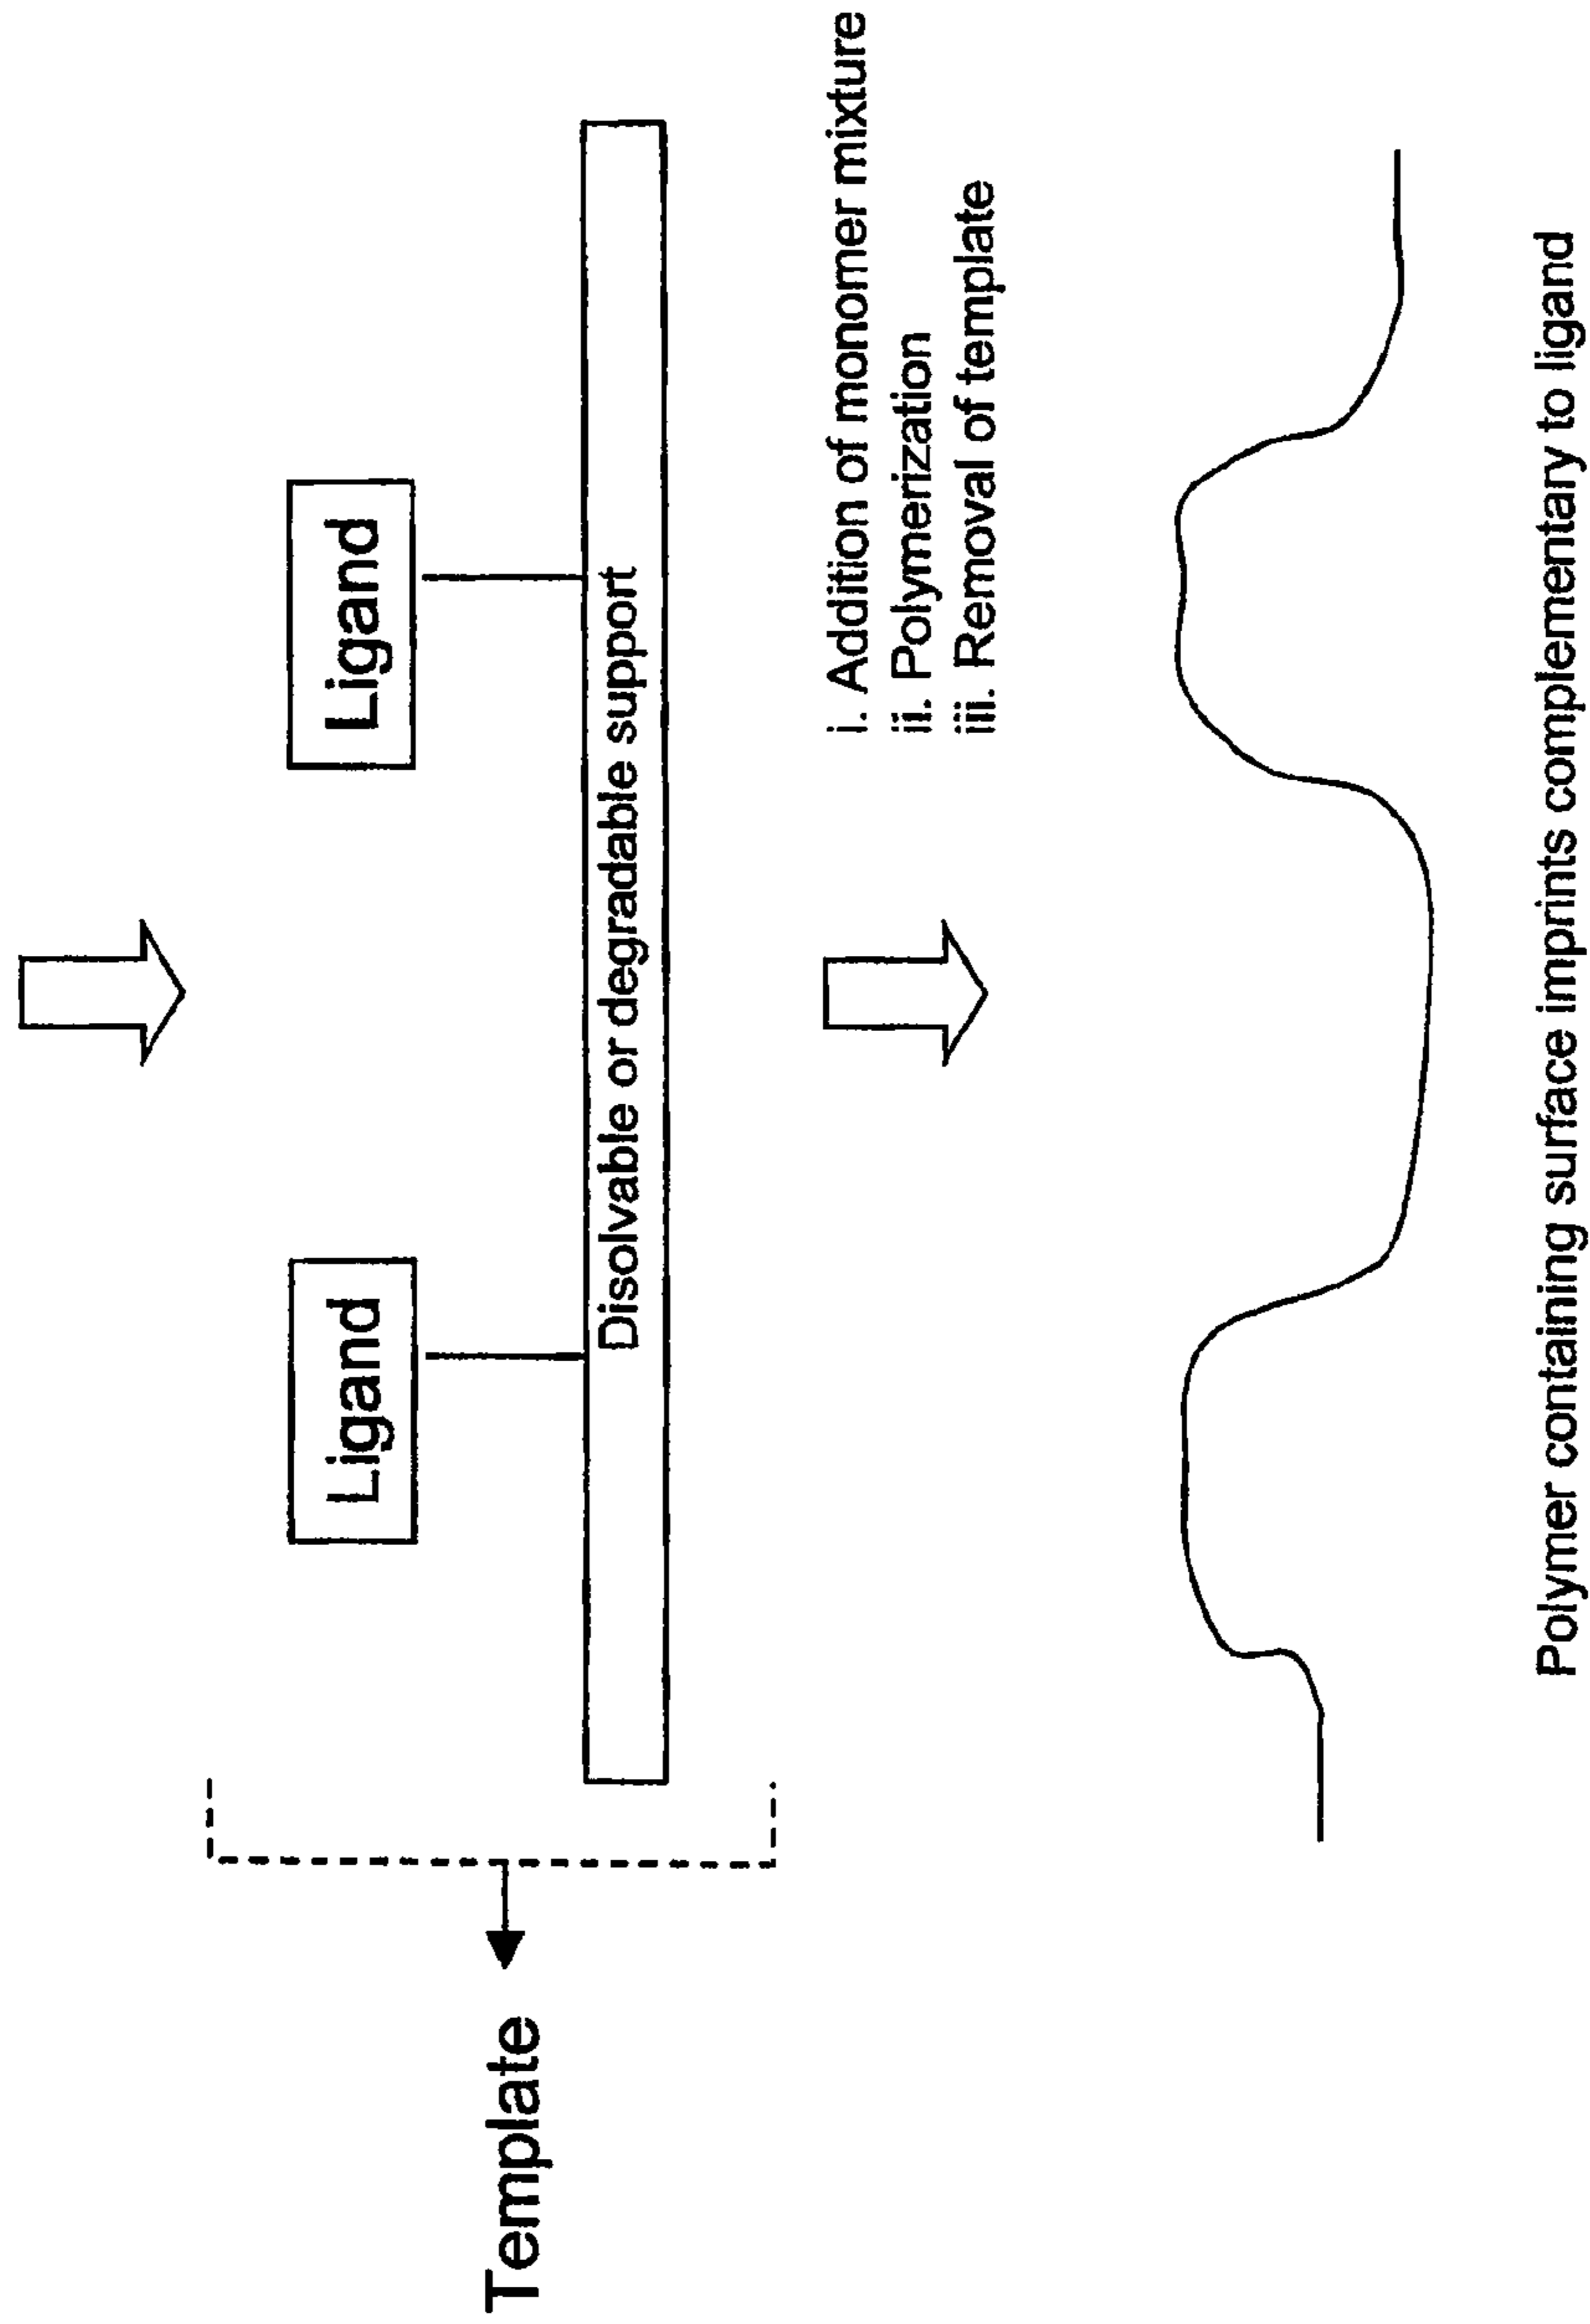 Ligand
Ligand
Disolvable or degradable support
Template
i. Addition of monomer mixture
ii. Polymerization
iii. Removal of template
Polymer containing surface imprints complementary to ligand